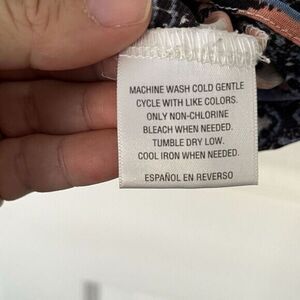 MACHINE WASH COLD GENTLE
CYCLE WITH LIKE COLORS.
ONLY NON-CHLORINE
BLEACH WHEN NEEDED.
TUMBLE DRY LOW.
COOL IRON WHEN NEEDED.
ESPAÑOL EN REVERSO